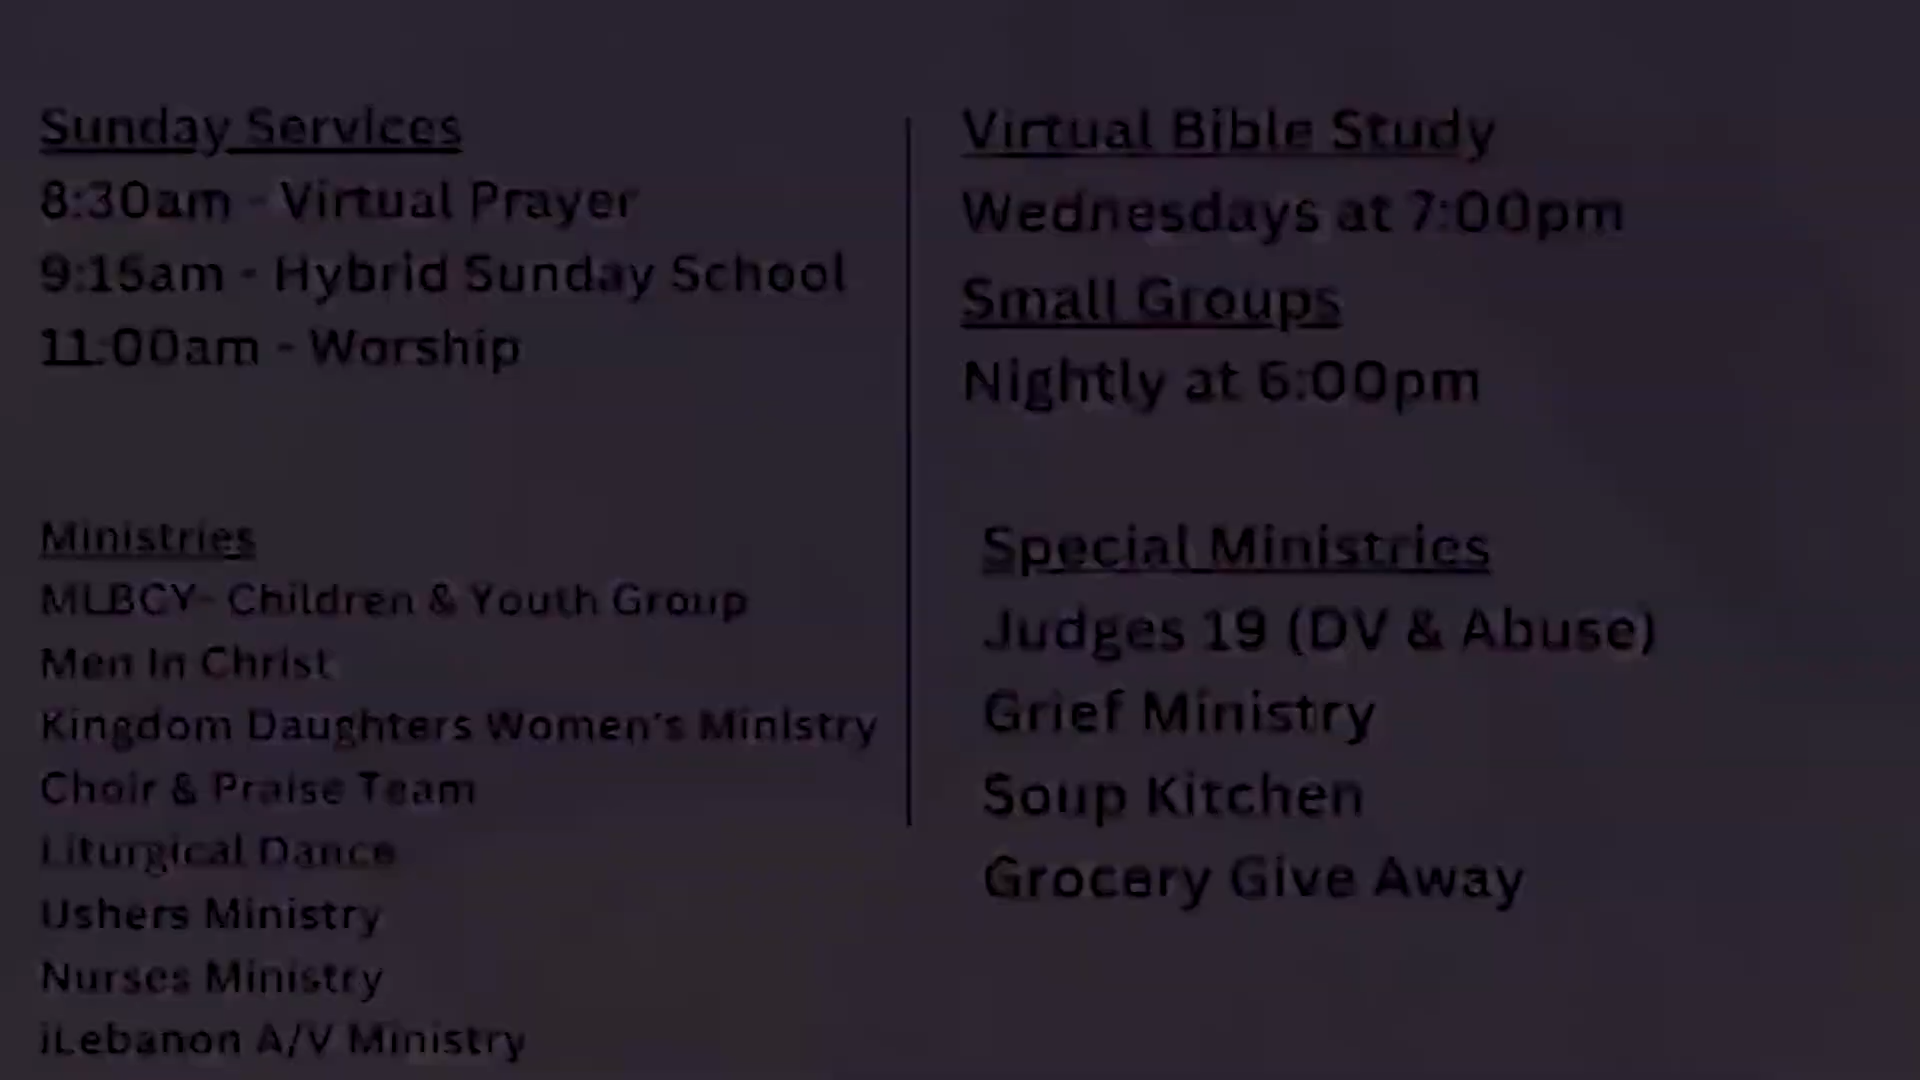 Sunday Services
8:30am - Virtual Prayer
9:15am - Hybrid Sunday School
11:00am - Worship
Ministries
MLBCY- Children & Youth Group
Men In Christ
Kingdom Daughters Women's Ministry
Choir & Praise Team
Liturgical Dance
Ushers Ministry
Nurses Ministry
iLebanon A/V Ministry
Virtual Bible Study
Wednesdays at 7:00pm
Small Groups
Nightly at 6:00pm
Special Ministries
Judges 19 (DV & Abuse)
Grief Ministry
Soup Kitchen
Grocery Give Away